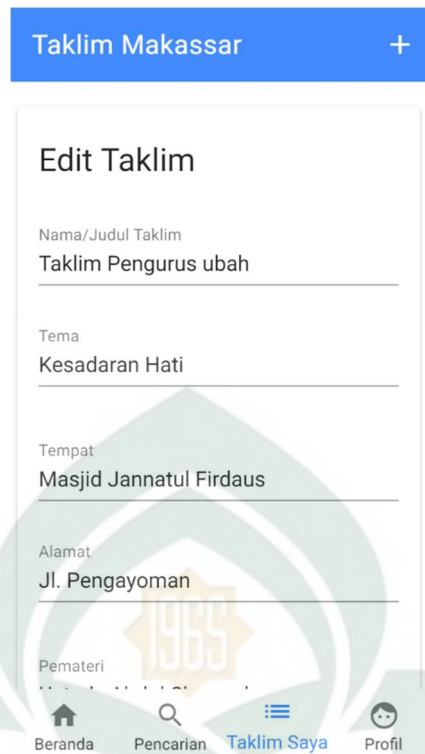 Taklim Makassar +
Edit Taklim
Nama/Judul Taklim
Taklim Pengurus ubah
Tema
Kesadaran Hati
Tempat
Masjid Jannatul Firdaus
Alamat
Jl. Pengayoman
1965
Pemateri
Beranda Pencarian Taklim Saya Profil